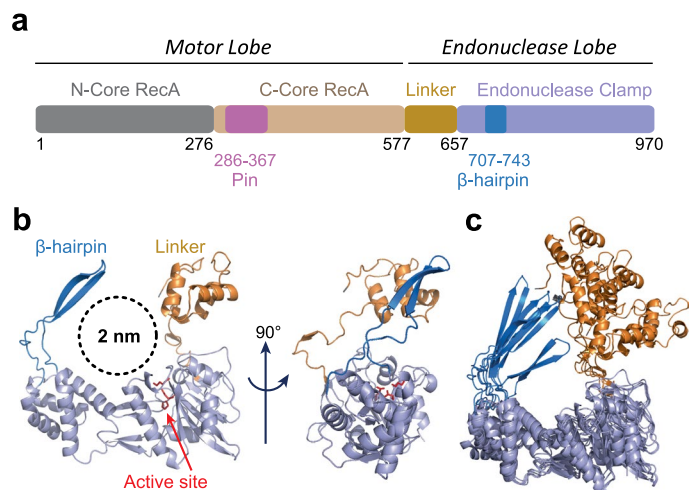 a
Motor Lobe Endonuclease Lobe
N-Core RecA C-Core RecA Linker Endonuclease Clamp
1 276 577 657 970
286-367 707-743
Pin β-hairpin
b c
β-hairpin Linker
2 nm
90°
Active site